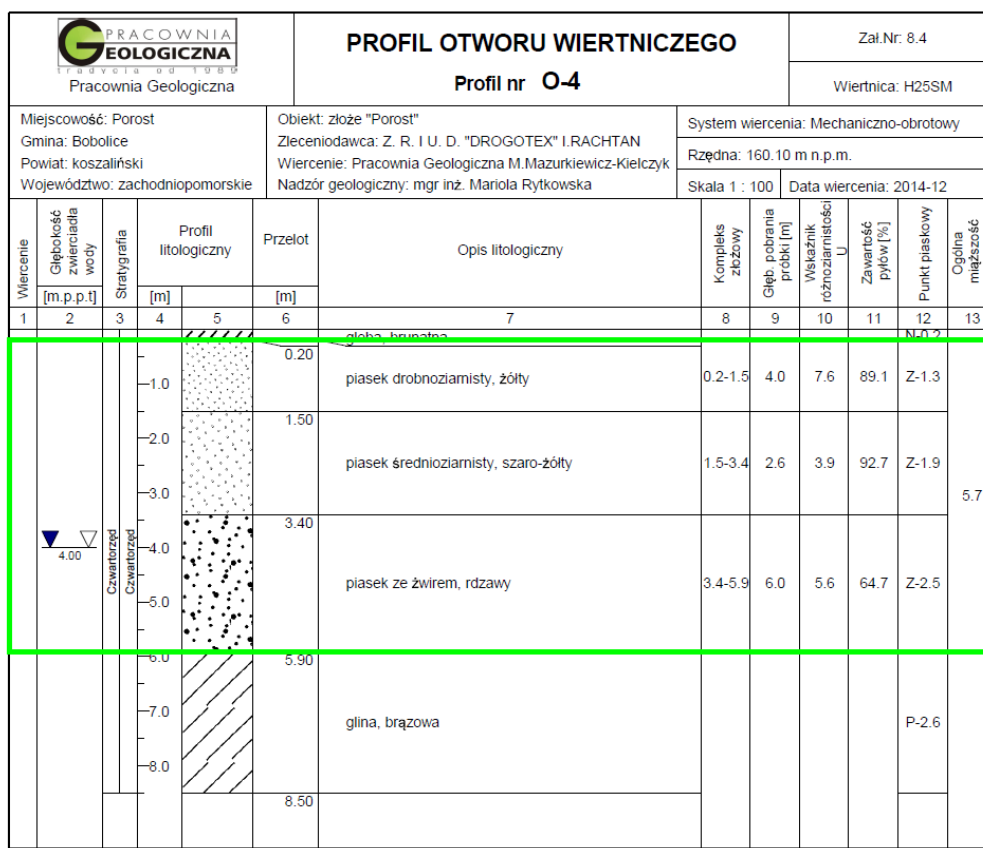 PRACOWNIA
GEOLOGICZNA
tradycja od 1989
Pracownia Geologiczna
PROFIL OTWORU WIERTNICZEGO
Profil nr O-4
Zał.Nr: 8.4
Wiertnica: H25SM
Miejscowość: Porost
Gmina: Bobolice
Powiat: koszaliński
Województwo: zachodniopomorskie
Obiekt: złoże "Porost"
Zleceniodawca: Z. R. I U. D. "DROGOTEX" I.RACHTAN
Wiercenie: Pracownia Geologiczna M.Mazurkiewicz-Kielczyk
Nadzór geologiczny: mgr inż. Mariola Rytkowska
System wiercenia: Mechaniczno-obrotowy
Rzędna: 160.10 m n.p.m.
Skala 1 : 100 Data wiercenia: 2014-12
Wiercenie
Głębokość zwierciadła wody
[m.p.p.t]
Stratygrafia
Profil litologiczny
[m]
Przelot
[m]
Opis litologiczny
Kompleks złożowy
Głęb. pobrania próbki [m]
Wskaźnik różnoziarnistości U
Zawartość pyłów [%]
Punkt piaskowy
Ogólna miąższość
1 2 3 4 5 6 7 8 9 10 11 12 13
gleba, brunatna N-0.2
0.20
-1.0 piasek drobnoziarnisty, żółty 0.2-1.5 4.0 7.6 89.1 Z-1.3
1.50
-2.0
piasek średnioziarnisty, szaro-żółty 1.5-3.4 2.6 3.9 92.7 Z-1.9
-3.0 5.7
3.40
4.00
Czwartorzęd
Czwartorzęd
-4.0
piasek ze żwirem, rdzawy 3.4-5.9 6.0 5.6 64.7 Z-2.5
-5.0
-6.0 5.90
-7.0 glina, brązowa P-2.6
-8.0
8.50